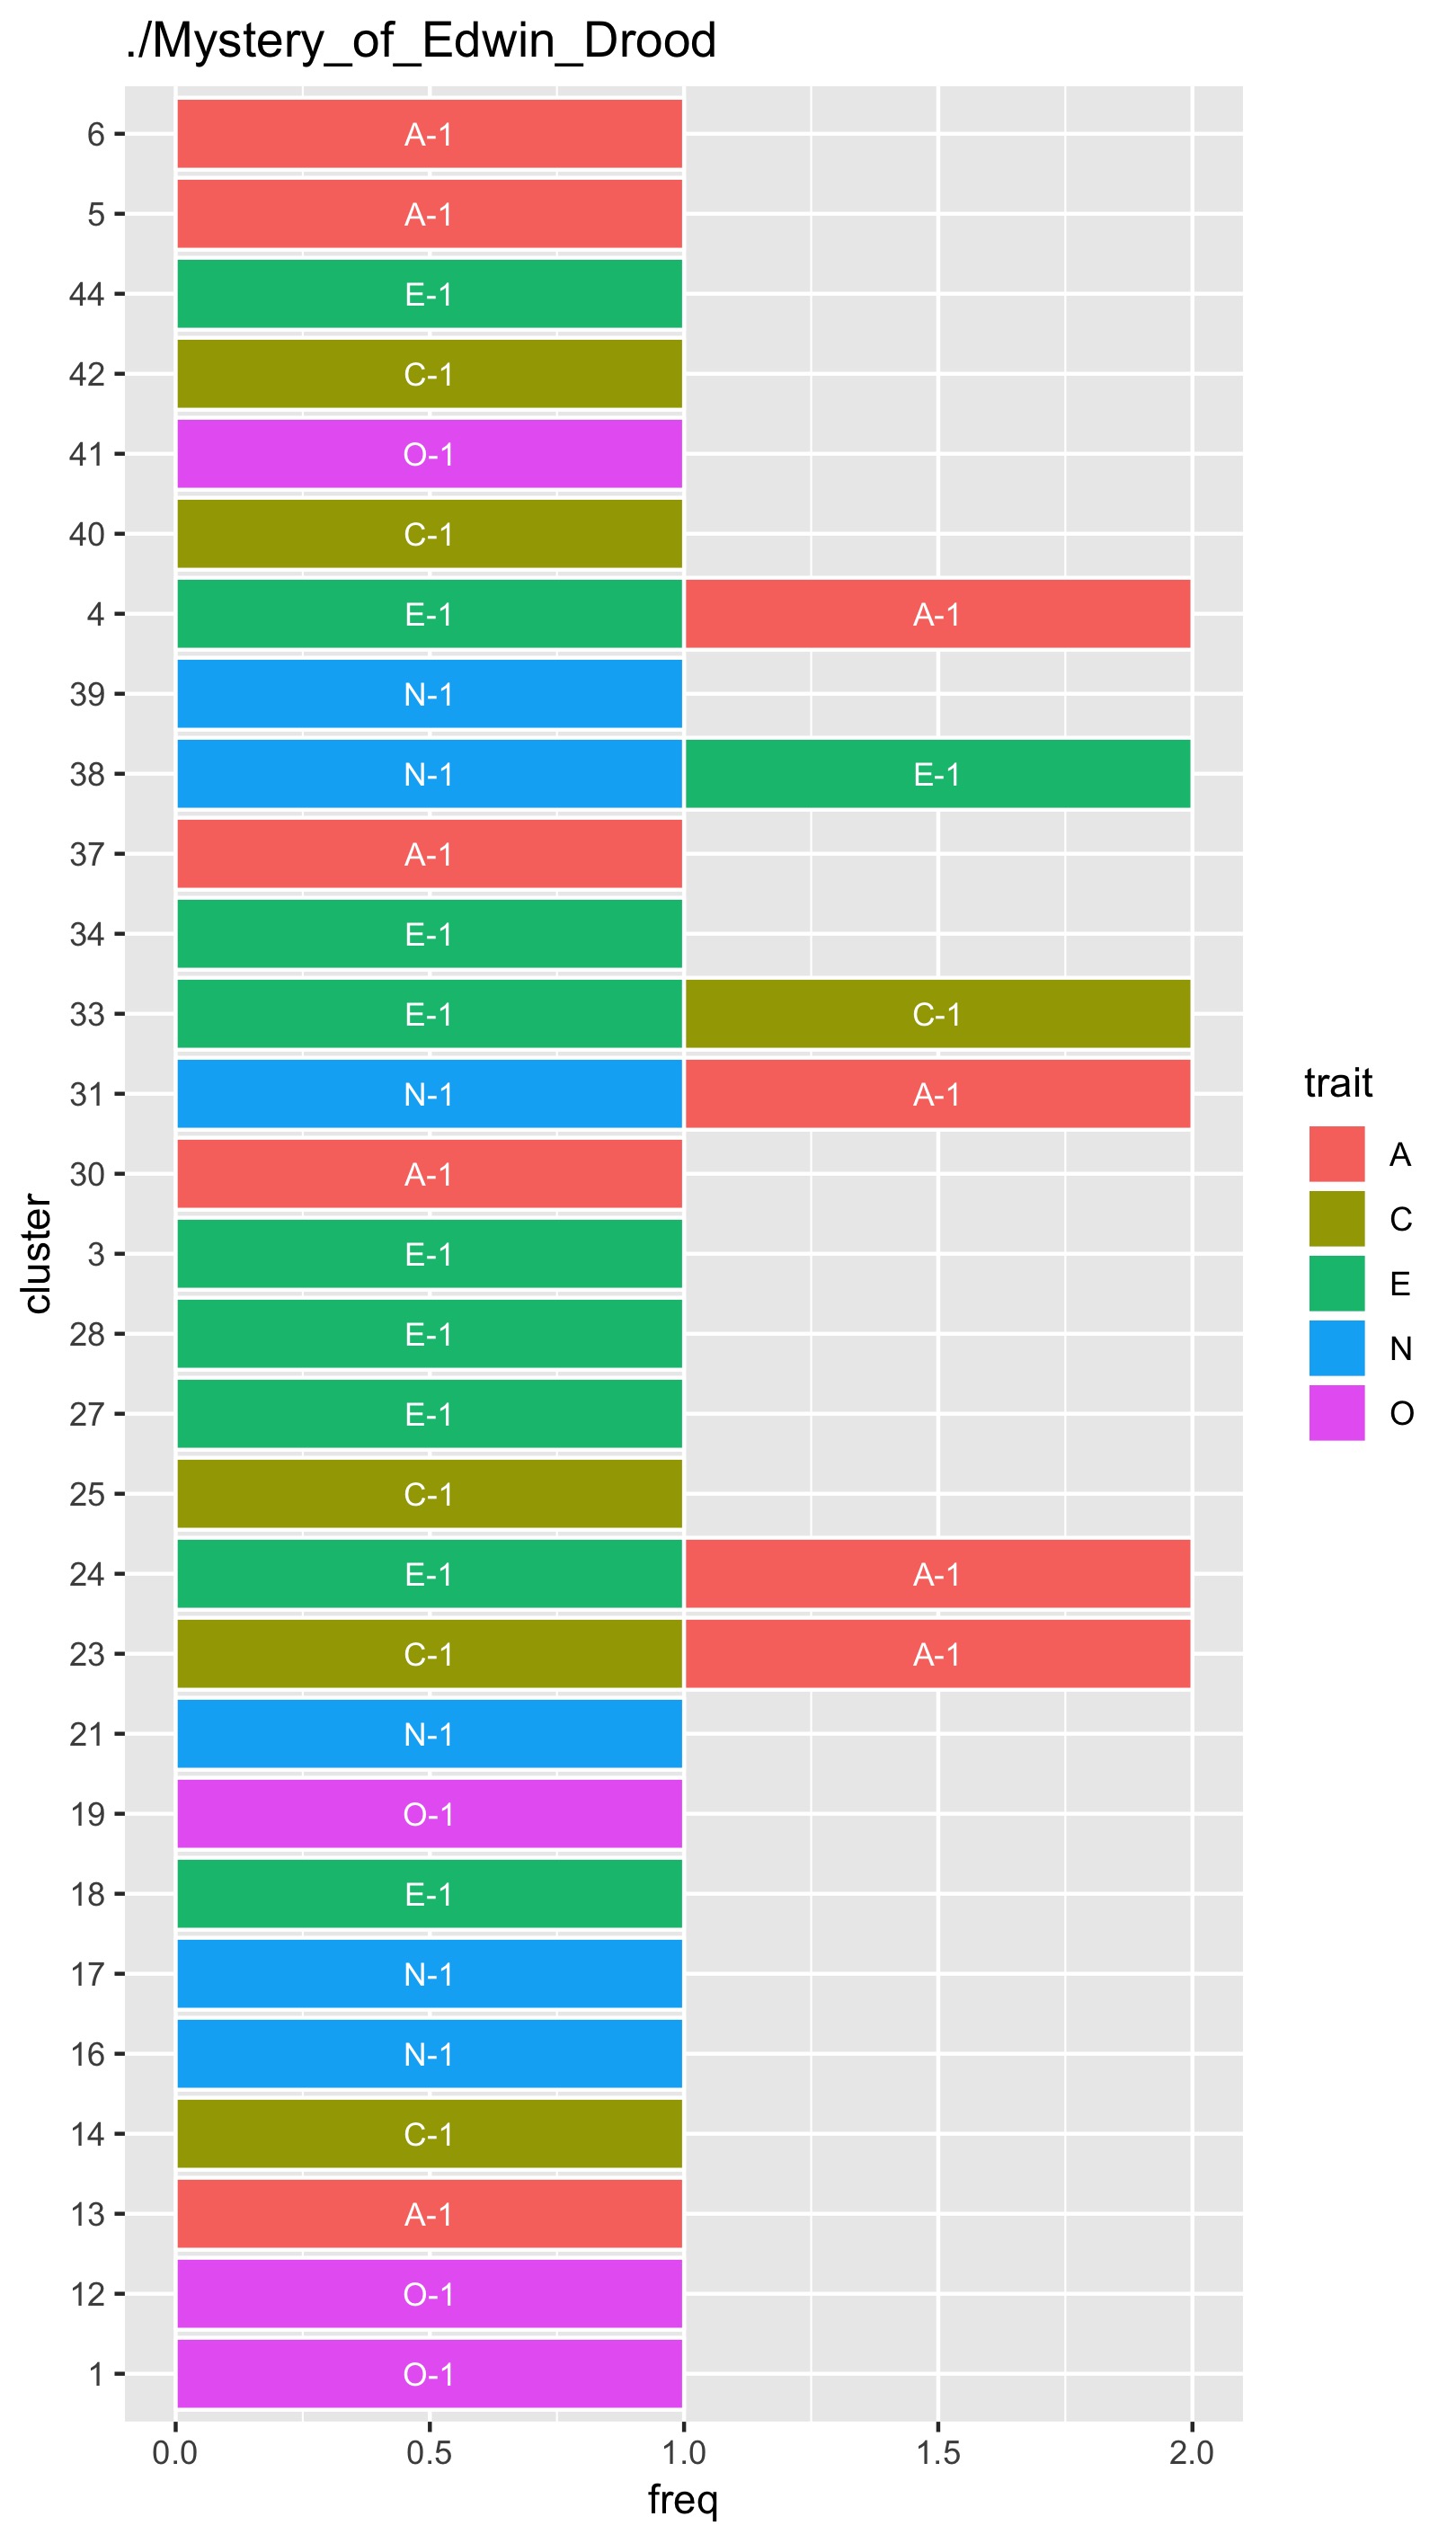 ./Mystery_of_Edwin_Drood
6 A-1
5 A-1
44 E-1
42 C-1
41 O-1
40 C-1
4 E-1 A-1
39 N-1
38 N-1 E-1
37 A-1
34 E-1
33 E-1 C-1
31 N-1 A-1
30 A-1
3 E-1
28 E-1
27 E-1
25 C-1
24 E-1 A-1
23 C-1 A-1
21 N-1
19 O-1
18 E-1
17 N-1
16 N-1
14 C-1
13 A-1
12 O-1
1 O-1
cluster
0.0 0.5 1.0 1.5 2.0
freq
trait
A
C
E
N
O